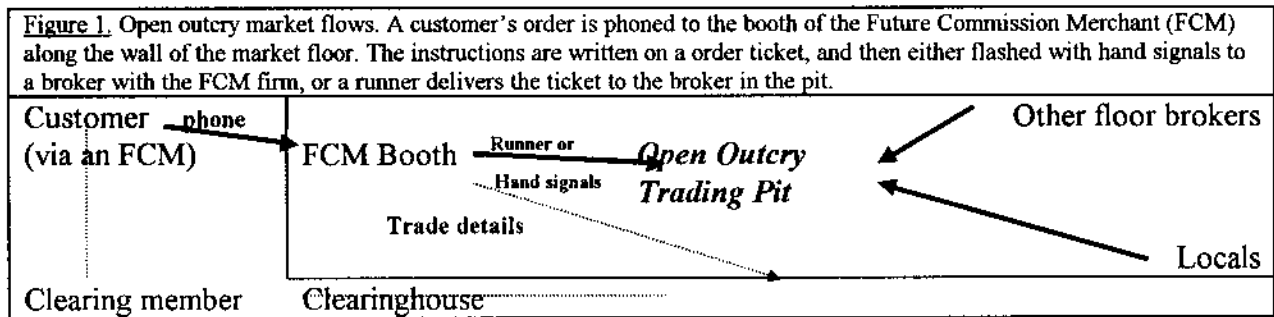 Figure 1. Open outcry market flows. A customer's order is phoned to the booth of the Future Commission Merchant (FCM)
along the wall of the market floor. The instructions are written on a order ticket, and then either flashed with hand signals to
a broker with the FCM firm, or a runner delivers the ticket to the broker in the pit.
Customer phone
(via an FCM)
FCM Booth
Runner or
Hand signals
Open Outcry
Trading Pit
Other floor brokers
Trade details
Locals
Clearing member
Clearinghouse